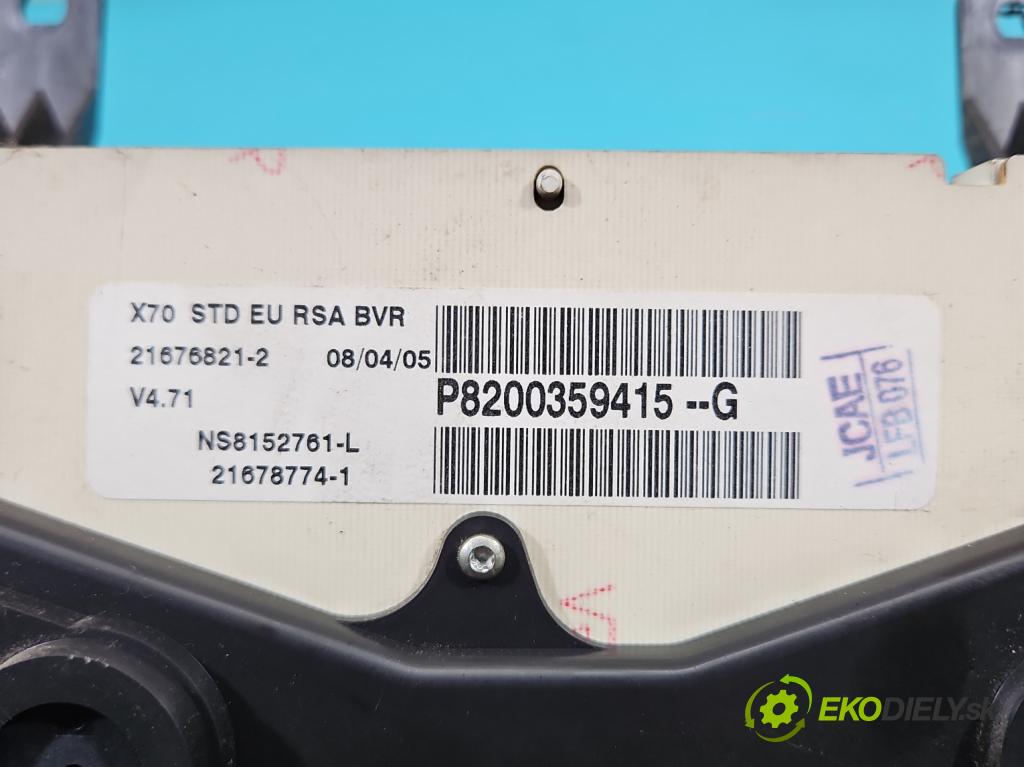 X70 STD EU RSA BVR
21676821-2 08/04/05
V4.71
P8200359415 --G
NS8152761-L
21678774-1
JCAE
LFB 076
EKODIELY.sk